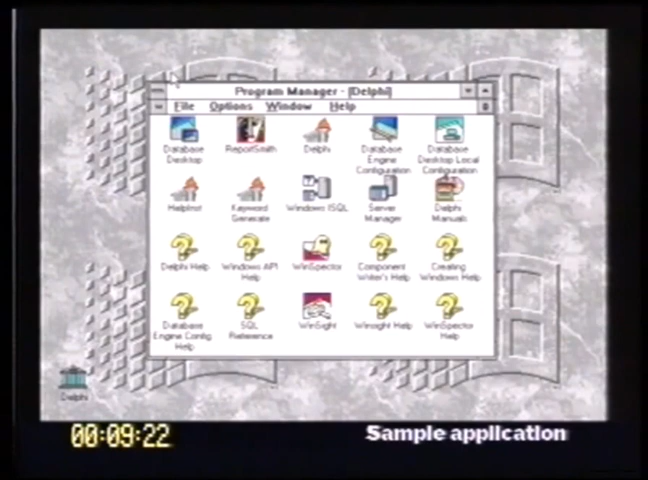 Program Manager - [Delphi]
File Options Window Help
Database Desktop
ReportSmith
Delphi
Database Engine Configuration
Database Desktop Local Configuration
HelpInst
Keyword Generate
Windows ISQL
Server Manager
Delphi Manuals
Delphi Help
Windows API Help
WinSpector
Component Writer's Help
Creating Windows Help
Database Engine Config. Help
SQL Reference
WinSight
Winsight Help
WinSpector Help
Delphi
00:09:22
Sample application